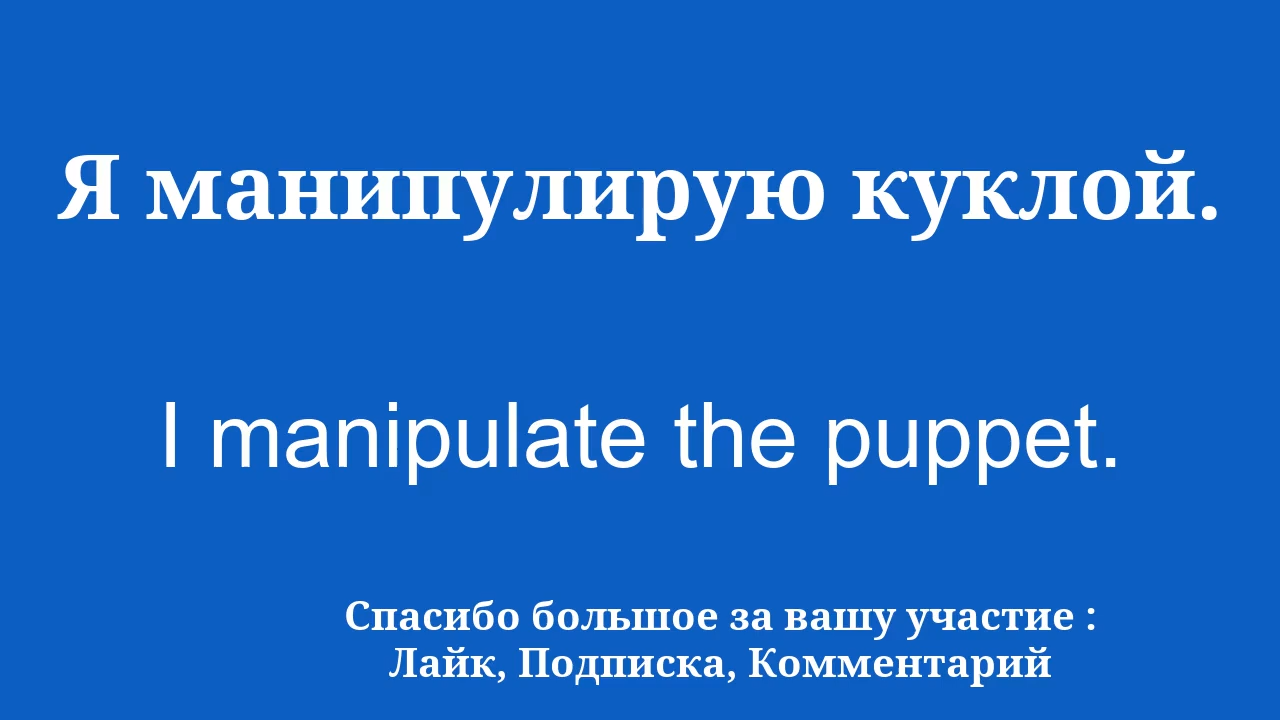 Я манипулирую куклой.
I manipulate the puppet.
Спасибо большое за вашу участие :
Лайк, Подписка, Комментарий